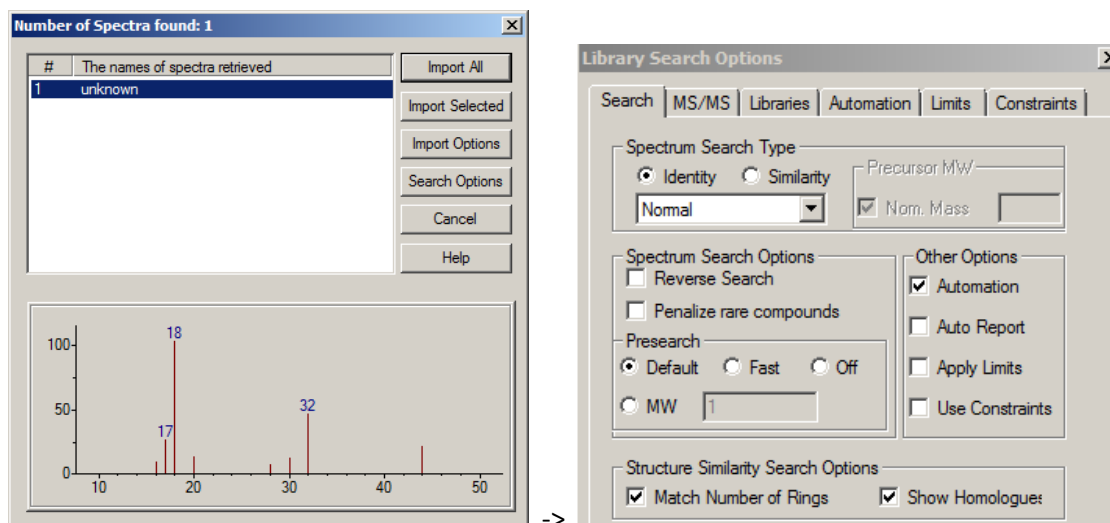 Number of Spectra found: 1
# The names of spectra retrieved
1 unknown
Import All
Import Selected
Import Options
Search Options
Cancel
Help
100
50
0
18
17
32
10 20 30 40 50
->
Library Search Options
Search MS/MS Libraries Automation Limits Constraints
Spectrum Search Type
Identity Similarity
Normal
Precursor MW
Nom. Mass
Spectrum Search Options
Reverse Search
Penalize rare compounds
Presearch
Default Fast Off
MW 1
Other Options
Automation
Auto Report
Apply Limits
Use Constraints
Structure Similarity Search Options
Match Number of Rings Show Homologues